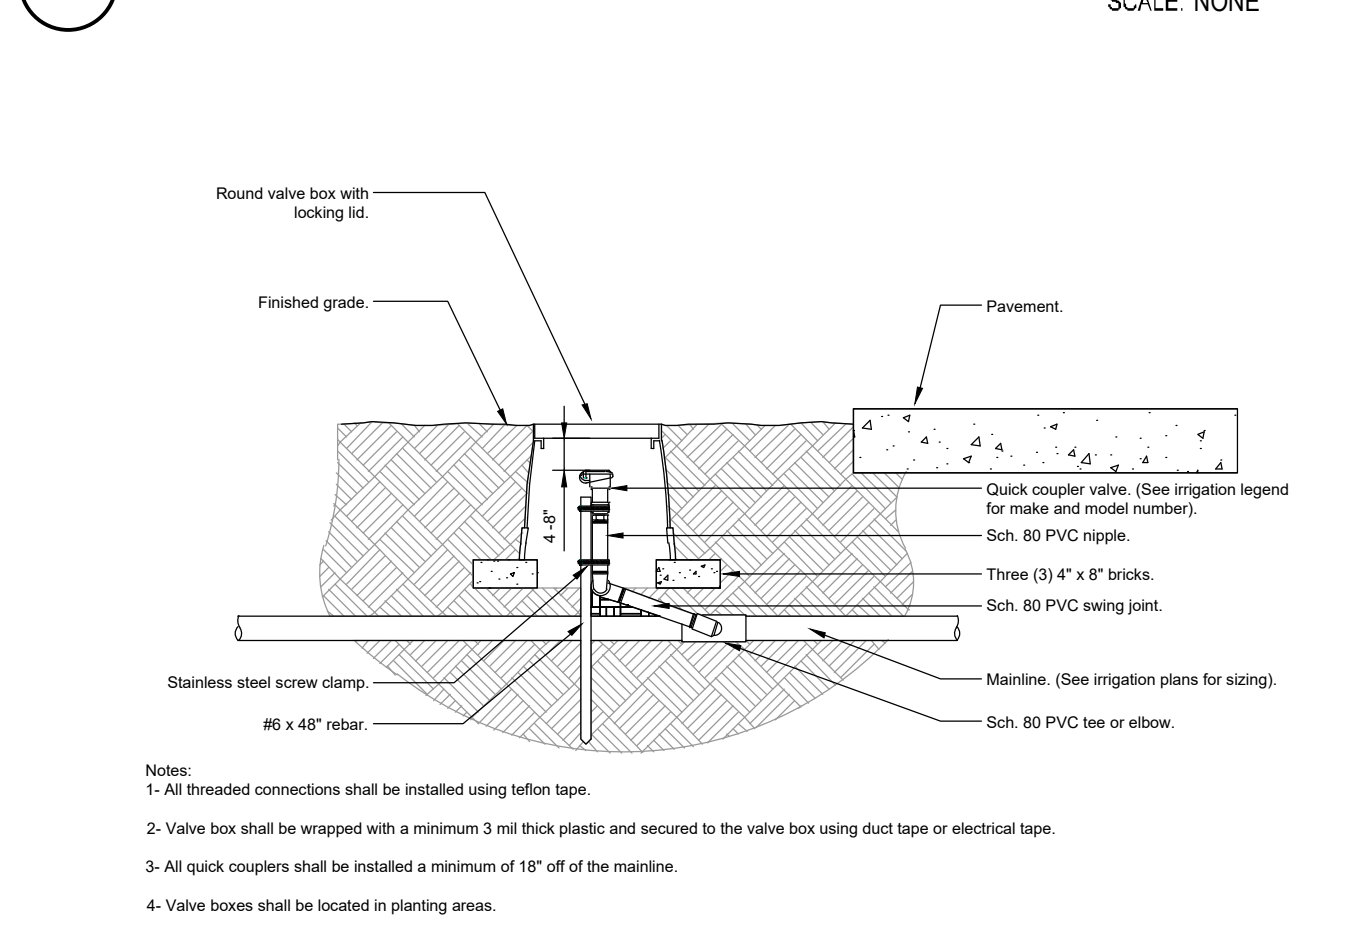 SCALE: NONE
Round valve box with
locking lid.
Finished grade.
Pavement.
Quick coupler valve. (See irrigation legend
for make and model number).
4 -8"
Sch. 80 PVC nipple.
Three (3) 4" x 8" bricks.
Sch. 80 PVC swing joint.
Stainless steel screw clamp.
Mainline. (See irrigation plans for sizing).
#6 x 48" rebar.
Sch. 80 PVC tee or elbow.
Notes:
1- All threaded connections shall be installed using teflon tape.
2- Valve box shall be wrapped with a minimum 3 mil thick plastic and secured to the valve box using duct tape or electrical tape.
3- All quick couplers shall be installed a minimum of 18" off of the mainline.
4- Valve boxes shall be located in planting areas.